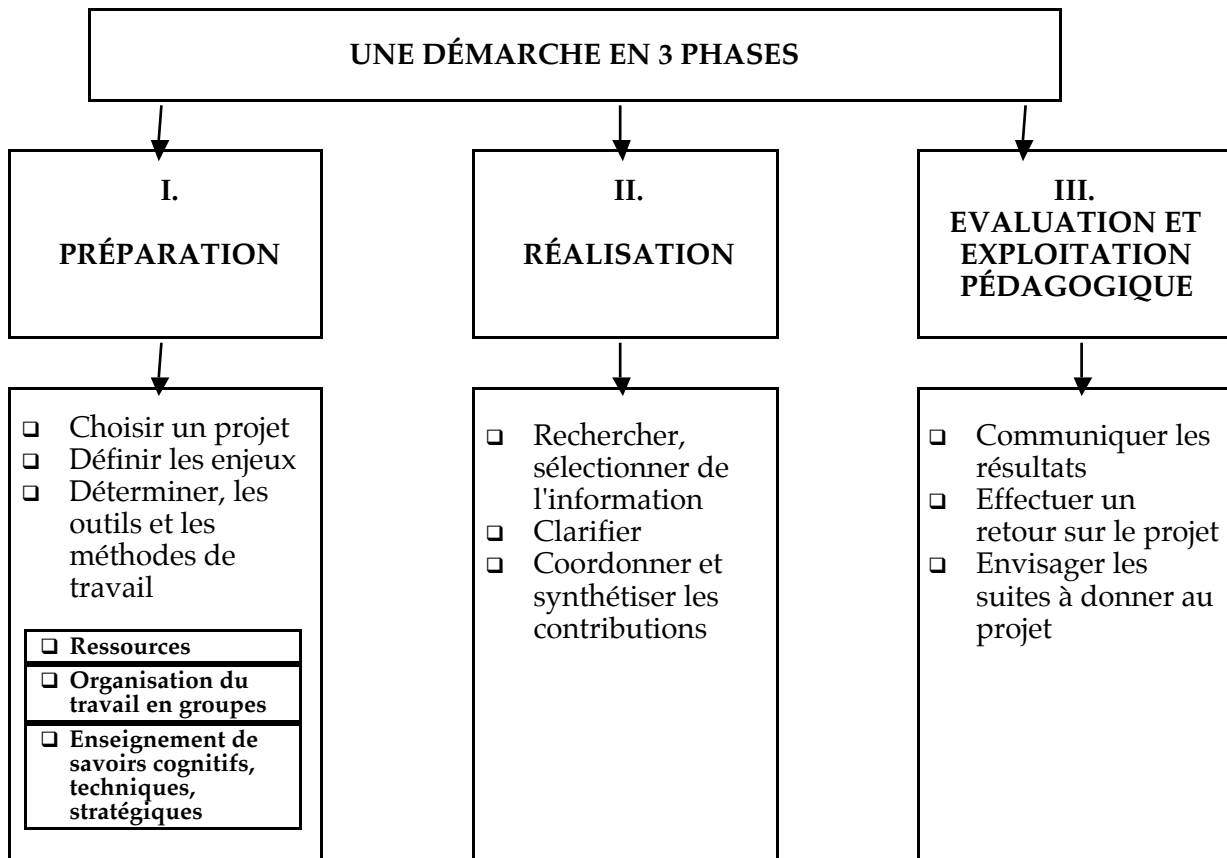 UNE DÉMARCHE EN 3 PHASES
I.
PRÉPARATION
II.
RÉALISATION
III.
EVALUATION ET
EXPLOITATION
PÉDAGOGIQUE
❑ Choisir un projet
❑ Définir les enjeux
❑ Déterminer, les
outils et les
méthodes de
travail
❑ Ressources
❑ Organisation du
travail en groupes
❑ Enseignement de
savoirs cognitifs,
techniques,
stratégiques
❑ Rechercher,
sélectionner de
l'information
❑ Clarifier
❑ Coordonner et
synthétiser les
contributions
❑ Communiquer les
résultats
❑ Effectuer un
retour sur le projet
❑ Envisager les
suites à donner au
projet